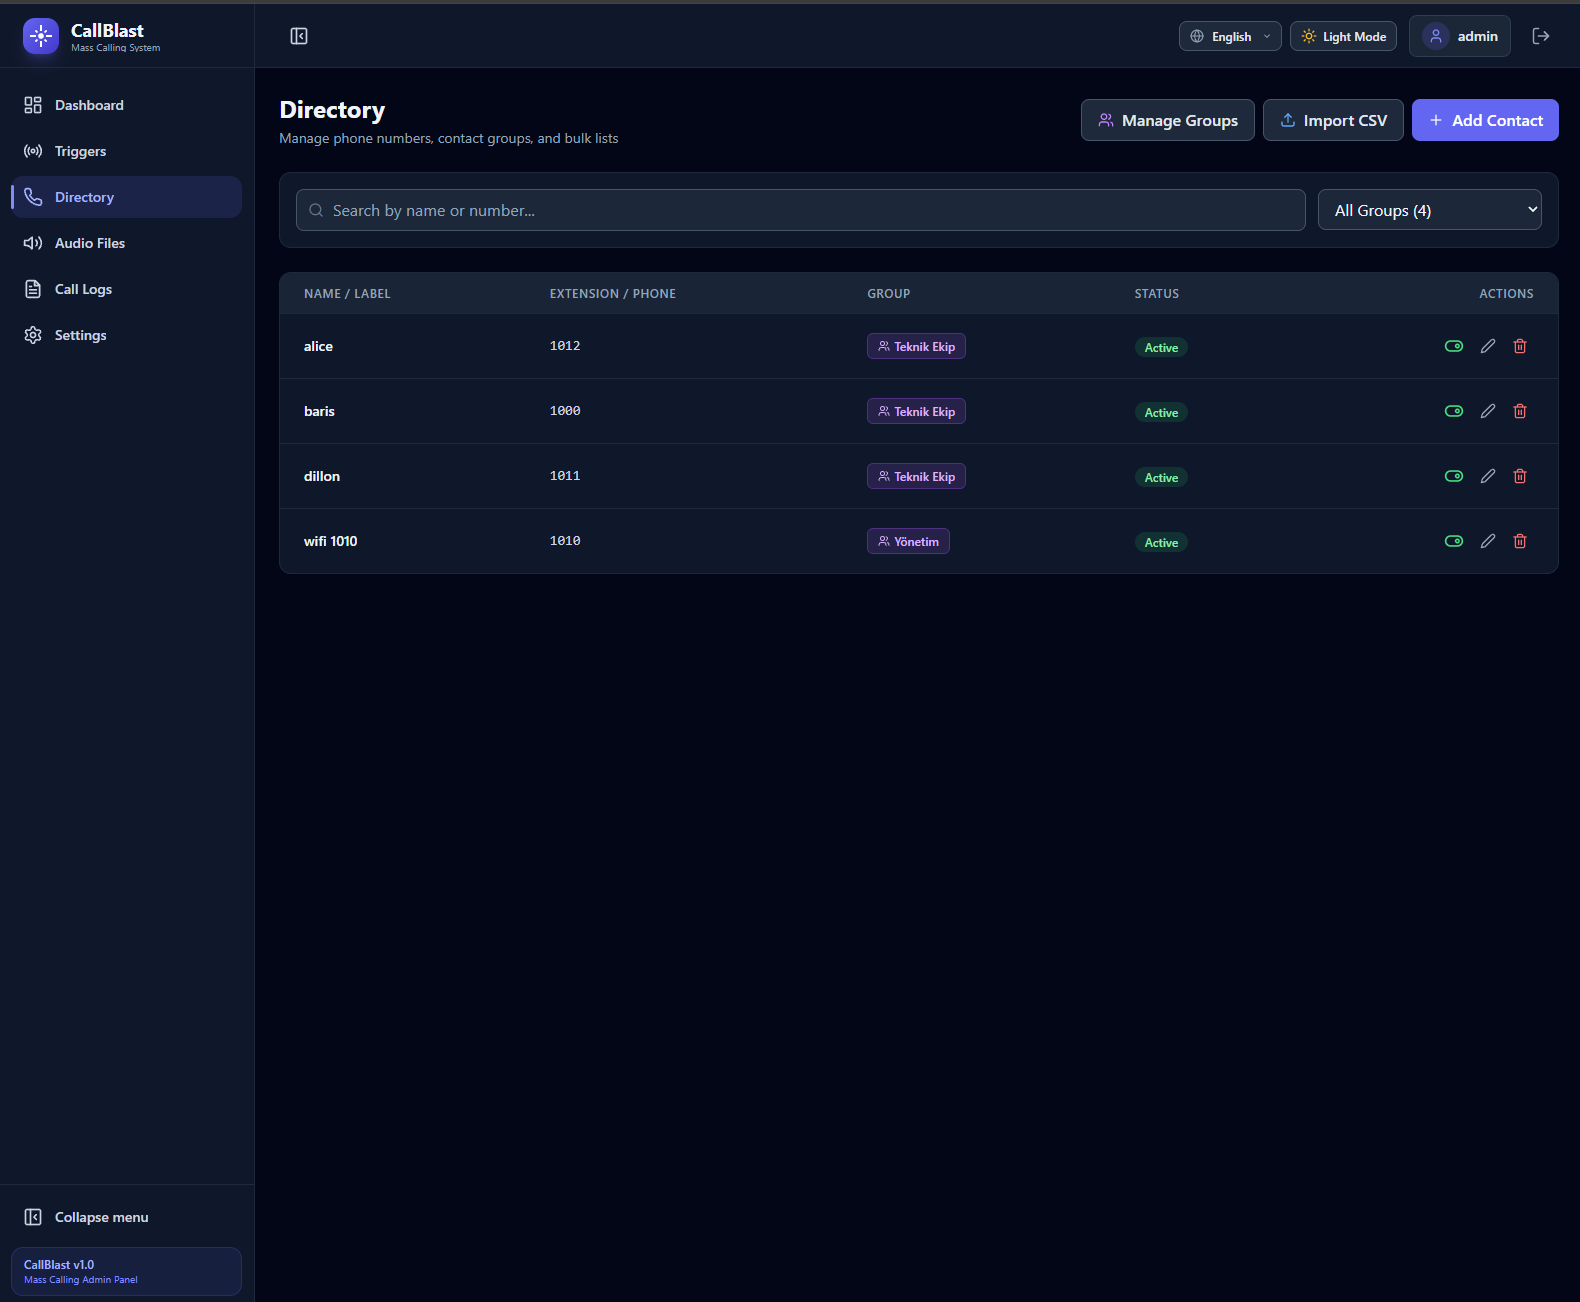 CallBlast
Mass Calling System
English
Light Mode
admin
Dashboard
Triggers
Directory
Audio Files
Call Logs
Settings
Directory
Manage phone numbers, contact groups, and bulk lists
Manage Groups
Import CSV
Add Contact
Search by name or number...
All Groups (4)
NAME / LABEL EXTENSION / PHONE GROUP STATUS ACTIONS
alice 1012 Teknik Ekip Active
baris 1000 Teknik Ekip Active
dillon 1011 Teknik Ekip Active
wifi 1010 1010 Yönetim Active
Collapse menu
CallBlast v1.0
Mass Calling Admin Panel